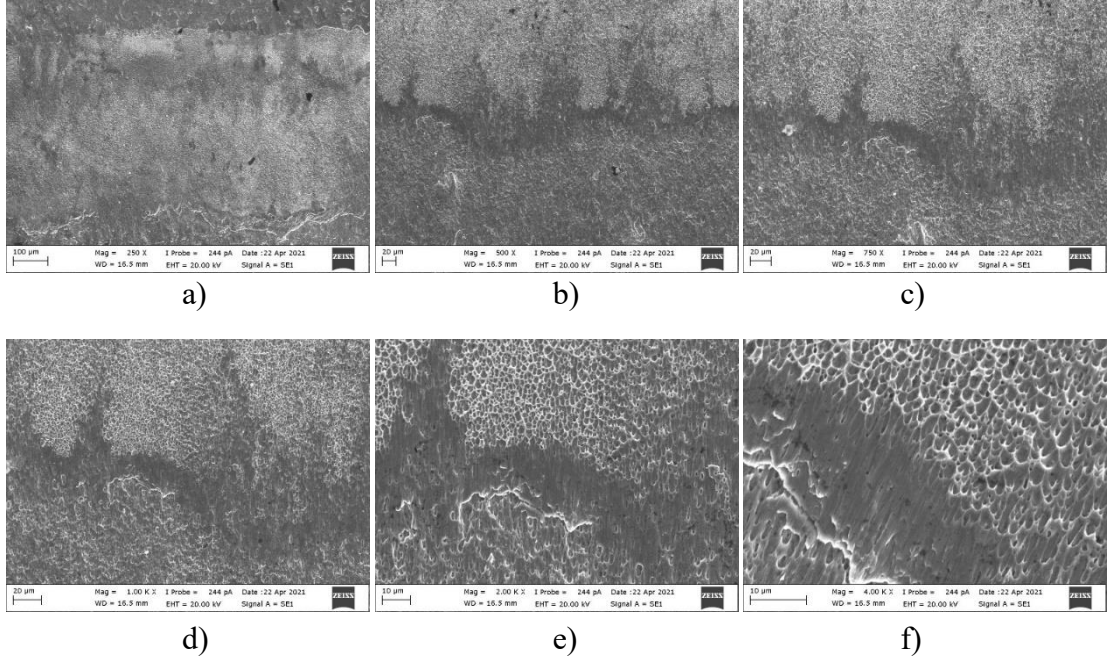 100 µm
Mag = 250 X
I Probe = 244 pA
Date :22 Apr 2021
WD = 16.5 mm
EHT = 20.00 kV
Signal A = SE1
ZEISS
20 µm
Mag = 500 X
I Probe = 244 pA
Date :22 Apr 2021
WD = 16.5 mm
EHT = 20.00 kV
Signal A = SE1
ZEISS
20 µm
Mag = 750 X
I Probe = 244 pA
Date :22 Apr 2021
WD = 16.5 mm
EHT = 20.00 kV
Signal A = SE1
ZEISS
a)
b)
c)
20 µm
Mag = 1.00 K X
I Probe = 244 pA
Date :22 Apr 2021
WD = 16.5 mm
EHT = 20.00 kV
Signal A = SE1
ZEISS
10 µm
Mag = 2.00 K X
I Probe = 244 pA
Date :22 Apr 2021
WD = 16.5 mm
EHT = 20.00 kV
Signal A = SE1
ZEISS
10 µm
Mag = 4.00 K X
I Probe = 244 pA
Date :22 Apr 2021
WD = 16.5 mm
EHT = 20.00 kV
Signal A = SE1
ZEISS
d)
e)
f)